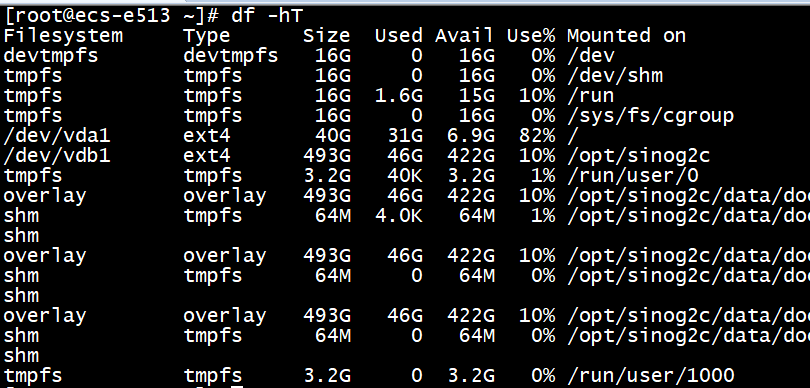 [root@ecs-e513 ~]# df -hT
Filesystem     Type      Size  Used Avail Use% Mounted on
devtmpfs       devtmpfs   16G     0   16G   0% /dev
tmpfs          tmpfs      16G     0   16G   0% /dev/shm
tmpfs          tmpfs      16G  1.6G   15G  10% /run
tmpfs          tmpfs      16G     0   16G   0% /sys/fs/cgroup
/dev/vda1      ext4       40G   31G  6.9G  82% /
/dev/vdb1      ext4      493G   46G  422G  10% /opt/sinog2c
tmpfs          tmpfs     3.2G   40K  3.2G   1% /run/user/0
overlay        overlay   493G   46G  422G  10% /opt/sinog2c/data/doc
shm            tmpfs      64M  4.0K   64M   1% /opt/sinog2c/data/doc
shm
overlay        overlay   493G   46G  422G  10% /opt/sinog2c/data/doc
shm            tmpfs      64M     0   64M   0% /opt/sinog2c/data/doc
shm
overlay        overlay   493G   46G  422G  10% /opt/sinog2c/data/doc
shm            tmpfs      64M     0   64M   0% /opt/sinog2c/data/doc
shm
tmpfs          tmpfs     3.2G     0  3.2G   0% /run/user/1000